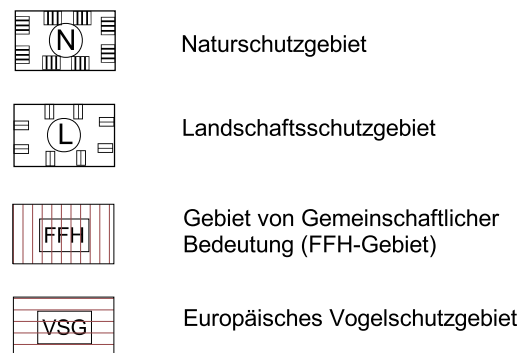 N Naturschutzgebiet
L Landschaftsschutzgebiet
FFH Gebiet von Gemeinschaftlicher
Bedeutung (FFH-Gebiet)
VSG Europäisches Vogelschutzgebiet